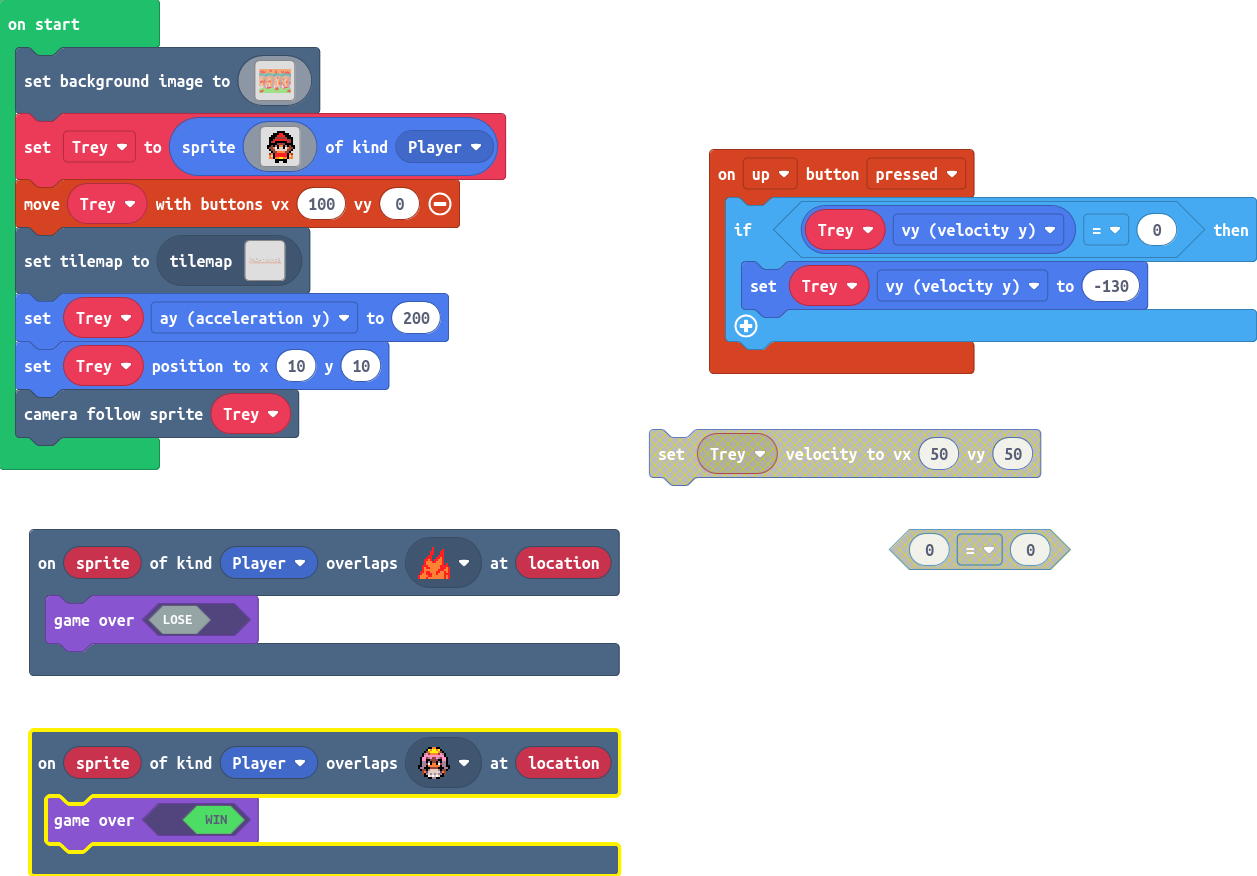 on start
set background image to
set Trey to sprite of kind Player
move Trey with buttons vx 100 vy 0
set tilemap to tilemap
set Trey ay (acceleration y) to 200
set Trey position to x 10 y 10
camera follow sprite Trey
on up button pressed
if Trey vy (velocity y) = 0 then
set Trey vy (velocity y) to -130
set Trey velocity to vx 50 vy 50
0 = 0
on sprite of kind Player overlaps at location
game over LOSE
on sprite of kind Player overlaps at location
game over WIN